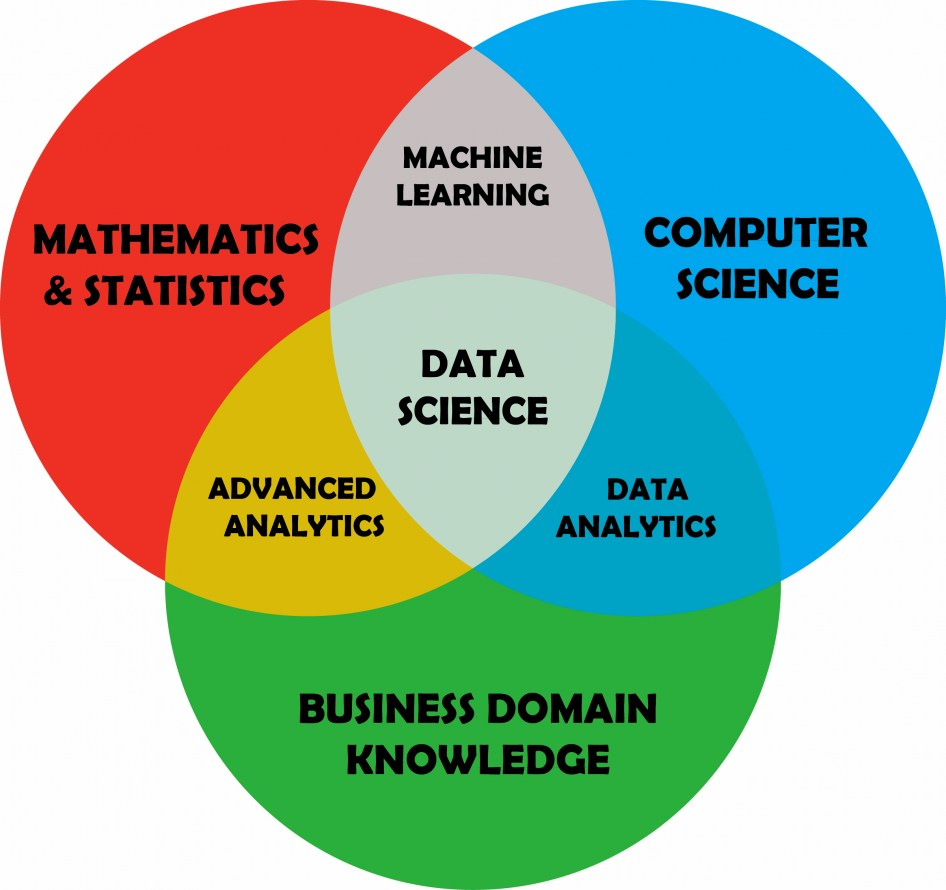 MACHINE
LEARNING
MATHEMATICS
& STATISTICS
COMPUTER
SCIENCE
DATA
SCIENCE
ADVANCED
ANALYTICS
DATA
ANALYTICS
BUSINESS DOMAIN
KNOWLEDGE